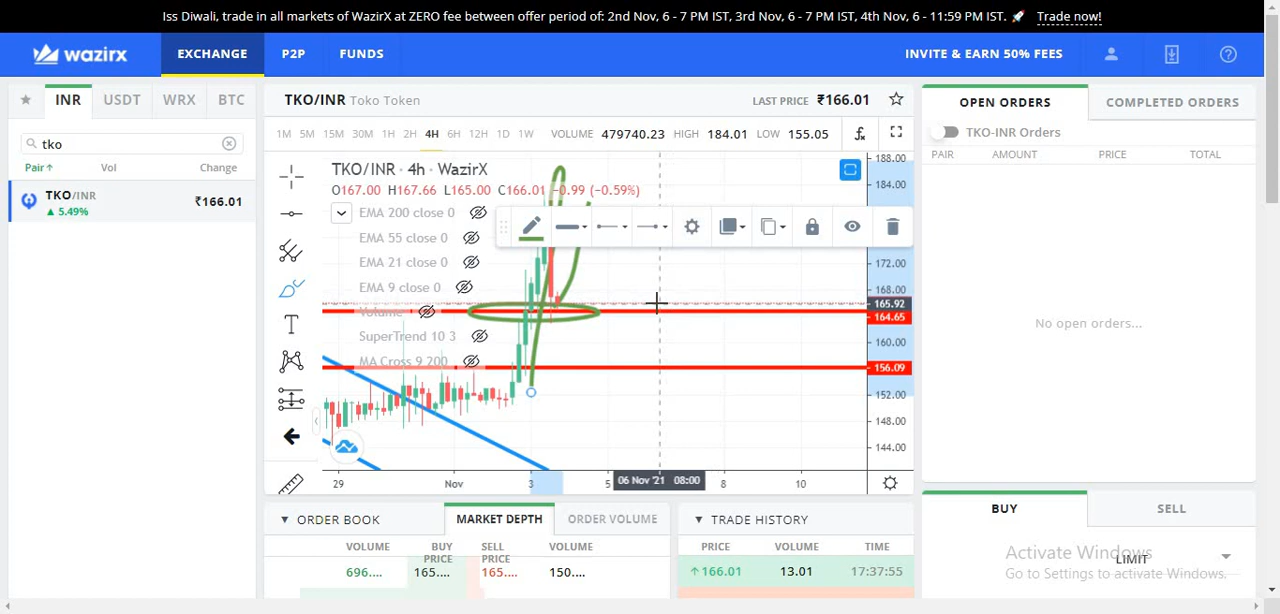 Iss Diwali, trade in all markets of WazirX at ZERO fee between offer period of: 2nd Nov, 6 - 7 PM IST, 3rd Nov, 6 - 7 PM IST, 4th Nov, 6 - 11:59 PM IST. 🚀 Trade now!
wazirx EXCHANGE P2P FUNDS INVITE & EARN 50% FEES
INR USDT WRX BTC
tko
Pair↑ Vol Change
TKO/INR ₹166.01
▲ 5.49%
TKO/INR Toko Token LAST PRICE ₹166.01
1M 5M 15M 30M 1H 2H 4H 6H 12H 1D 1W VOLUME 479740.23 HIGH 184.01 LOW 155.05
TKO/INR · 4h · WazirX
O167.00 H167.66 L165.00 C166.01 −0.99 (−0.59%)
EMA 200 close 0
EMA 55 close 0
EMA 21 close 0
EMA 9 close 0
Volume
SuperTrend 10 3
MA Cross 9 200
188.00
184.00
172.00
168.00
165.92
164.65
160.00
156.09
152.00
148.00
144.00
29 Nov 3 5 06 Nov '21 08:00 8 10
OPEN ORDERS COMPLETED ORDERS
TKO-INR Orders
PAIR AMOUNT PRICE TOTAL
No open orders...
▼ ORDER BOOK MARKET DEPTH ORDER VOLUME
VOLUME BUY PRICE SELL PRICE VOLUME
696.... 165.... 165.... 150....
▼ TRADE HISTORY
PRICE VOLUME TIME
↑166.01 13.01 17:37:55
BUY SELL
LIMIT
Activate Windows
Go to Settings to activate Windows.